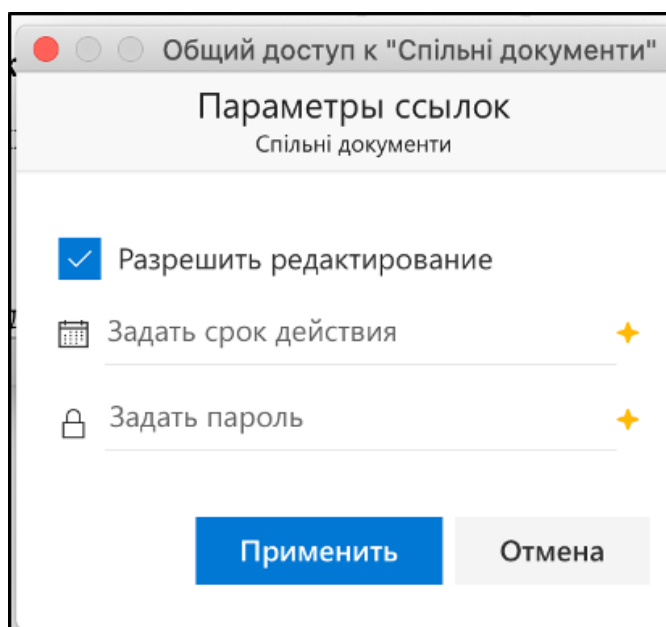 Общий доступ к "Спільні документи"
Параметры ссылок
Спільні документи
Разрешить редактирование
Задать срок действия
Задать пароль
Применить Отмена